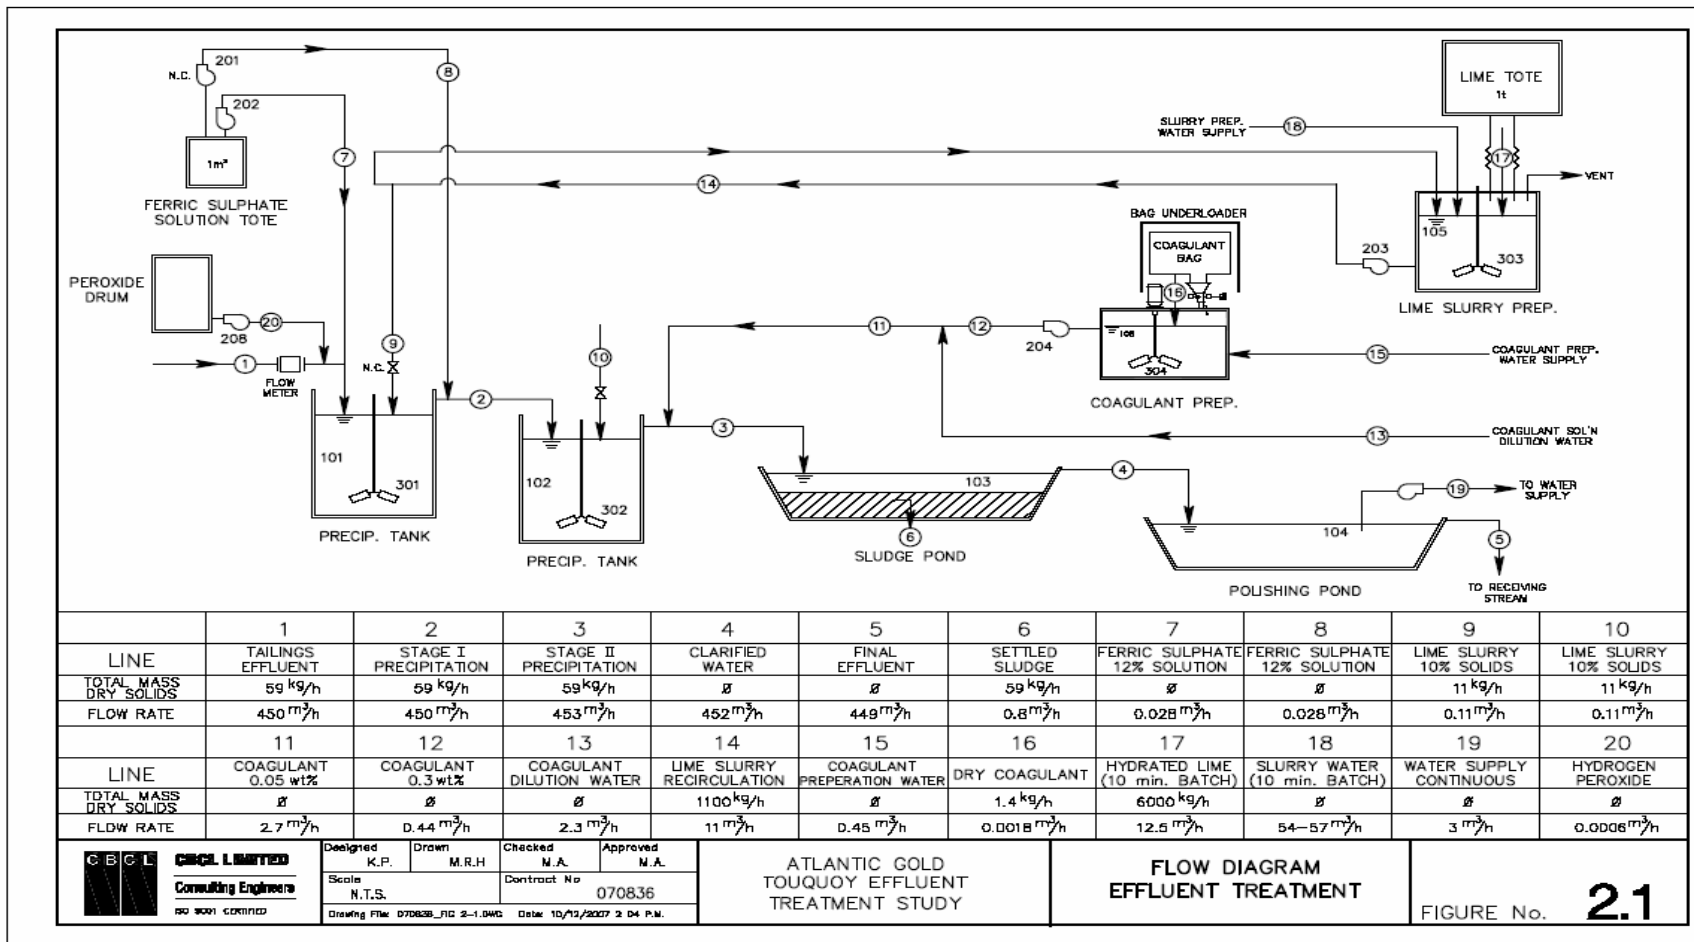 201
N.C.
202
8
1m³
7
FERRIC SULPHATE
SOLUTION TOTE
LIME TOTE
1t
SLURRY PREP.
WATER SUPPLY
18
17
14
VENT
BAG UNDERLOADER
COAGULANT
BAG
16
105
303
203
LIME SLURRY PREP.
PEROXIDE
DRUM
20
208
1
FLOW
METER
9
N.C.
10
11
12
204
304
15
COAGULANT PREP.
WATER SUPPLY
COAGULANT PREP.
2
3
13
COAGULANT SOL'N
DILUTION WATER
101
301
PRECIP. TANK
102
302
PRECIP. TANK
103
6
SLUDGE POND
4
19
TO WATER
SUPPLY
104
5
POLISHING POND
TO RECEIVING
STREAM
1 2 3 4 5 6 7 8 9 10
LINE TAILINGS EFFLUENT STAGE I PRECIPITATION STAGE II PRECIPITATION CLARIFIED WATER FINAL EFFLUENT SETTLED SLUDGE FERRIC SULPHATE 12% SOLUTION FERRIC SULPHATE 12% SOLUTION LIME SLURRY 10% SOLIDS LIME SLURRY 10% SOLIDS
TOTAL MASS DRY SOLIDS 59 kg/h 59 kg/h 59 kg/h Ø Ø 59 kg/h Ø Ø 11 kg/h 11 kg/h
FLOW RATE 450 m³/h 450 m³/h 453 m³/h 452 m³/h 449 m³/h 0.8 m³/h 0.028 m³/h 0.028 m³/h 0.11 m³/h 0.11 m³/h
11 12 13 14 15 16 17 18 19 20
LINE COAGULANT 0.05 wt% COAGULANT 0.3 wt% COAGULANT DILUTION WATER LIME SLURRY RECIRCULATION COAGULANT PREPERATION WATER DRY COAGULANT HYDRATED LIME (10 min. BATCH) SLURRY WATER (10 min. BATCH) WATER SUPPLY CONTINUOUS HYDROGEN PEROXIDE
TOTAL MASS DRY SOLIDS Ø Ø Ø 1100 kg/h Ø 1.4 kg/h 6000 kg/h Ø Ø Ø
FLOW RATE 2.7 m³/h 0.44 m³/h 2.3 m³/h 11 m³/h 0.45 m³/h 0.0018 m³/h 12.5 m³/h 54-57 m³/h 3 m³/h 0.0006 m³/h
CBCL
CBCL LIMITED
Consulting Engineers
ISO 9001 CERTIFIED
Designed K.P. Drawn M.R.H Checked M.A. Approved M.A.
Scale N.T.S. Contract No 070836
Drawing File: 070836_FIG 2-1.DWG Date: 10/12/2007 2 04 P.M.
ATLANTIC GOLD
TOUQUOY EFFLUENT
TREATMENT STUDY
FLOW DIAGRAM
EFFLUENT TREATMENT
FIGURE No. 2.1